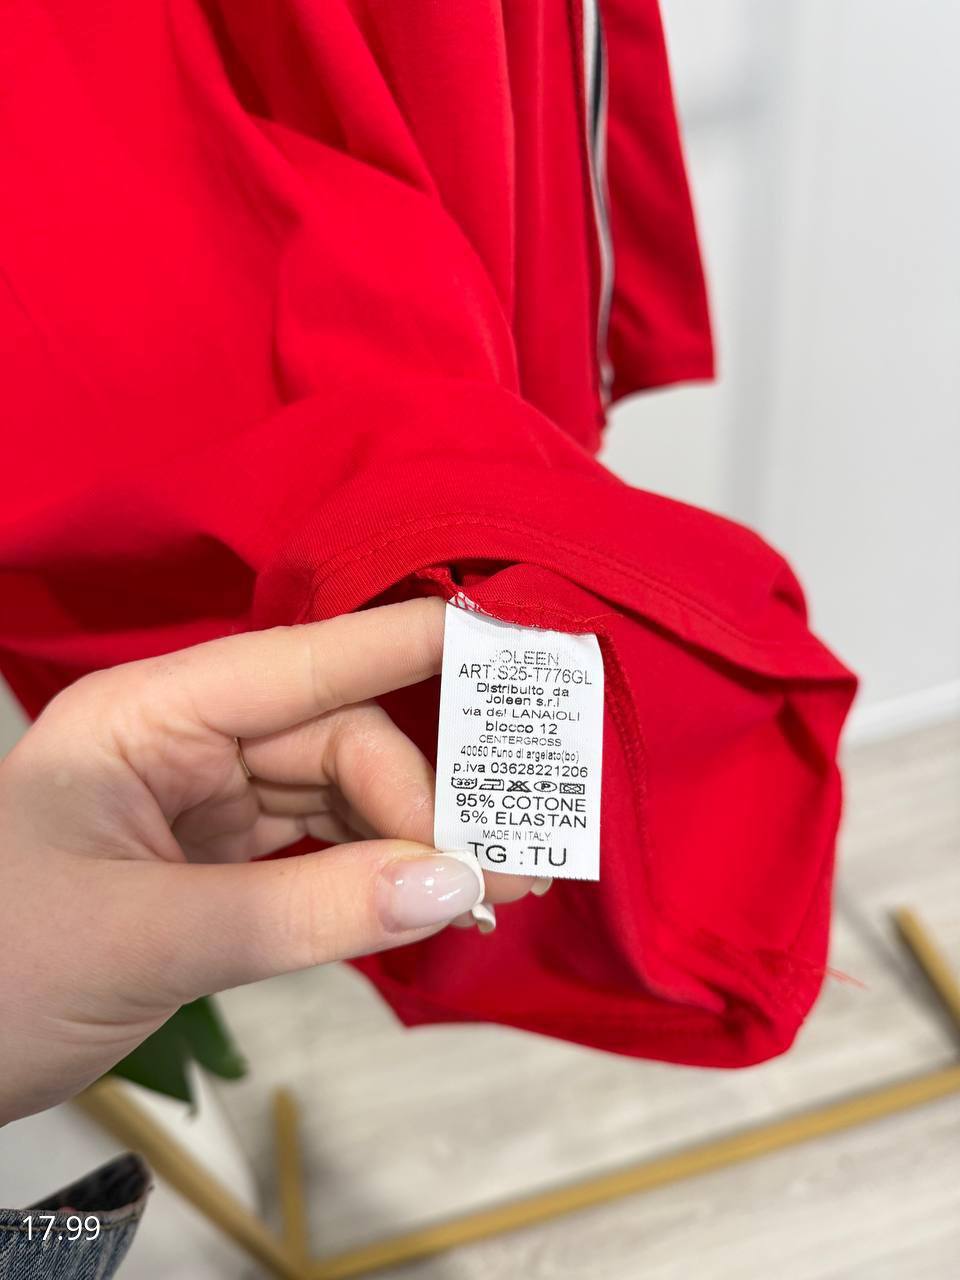 JOLEEN
ART:S25-T776GL
Distribuito da
Joleen s.r.l
via dei LANAIOLI
blocco 12
CENTERGROSS
40050 Funo di argelato(bo)
p.iva 03628221206
95% COTONE
5% ELASTAN
MADE IN ITALY
TG :TU
17.99